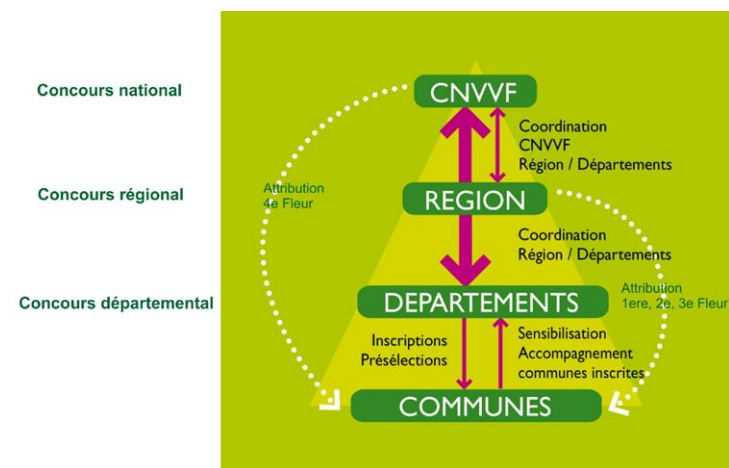 Concours national
CNVVF
Coordination
CNVVF
Région / Départements
Attribution
4e Fleur
Concours régional
REGION
Coordination
Région / Départements
Attribution
1ere, 2e, 3e Fleur
Concours départemental
DEPARTEMENTS
Inscriptions
Présélections
Sensibilisation
Accompagnement
communes inscrites
COMMUNES